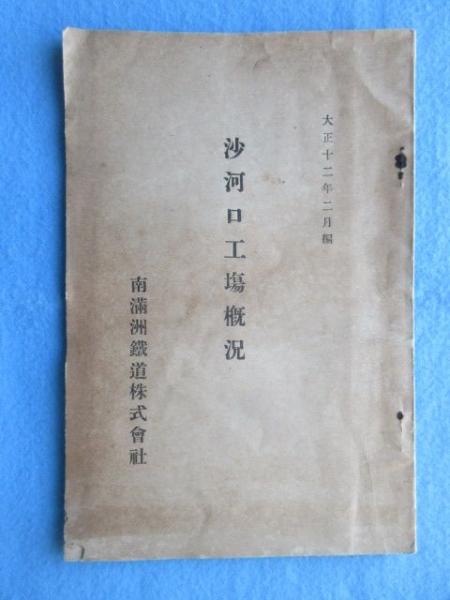 大正十二年二月編
沙河口工塲概況
南滿洲鐵道株式會社